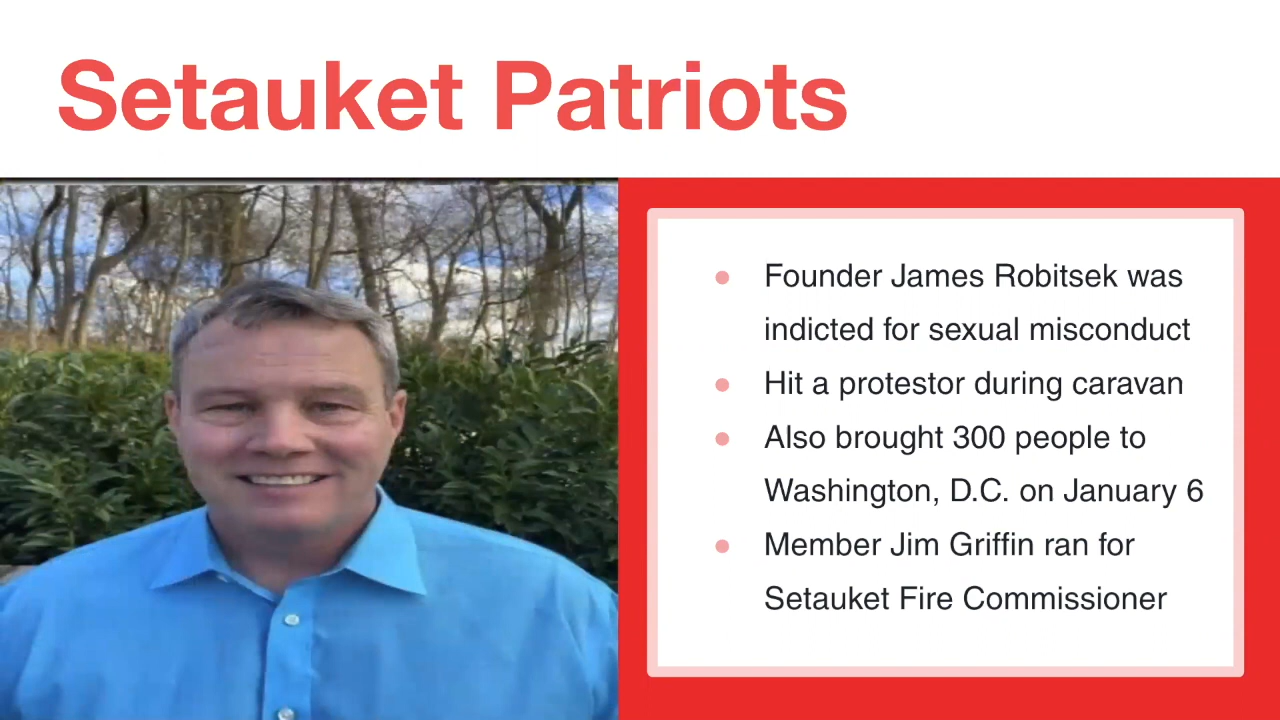 Setauket Patriots
Founder James Robitsek was
indicted for sexual misconduct
Hit a protestor during caravan
Also brought 300 people to
Washington, D.C. on January 6
Member Jim Griffin ran for
Setauket Fire Commissioner